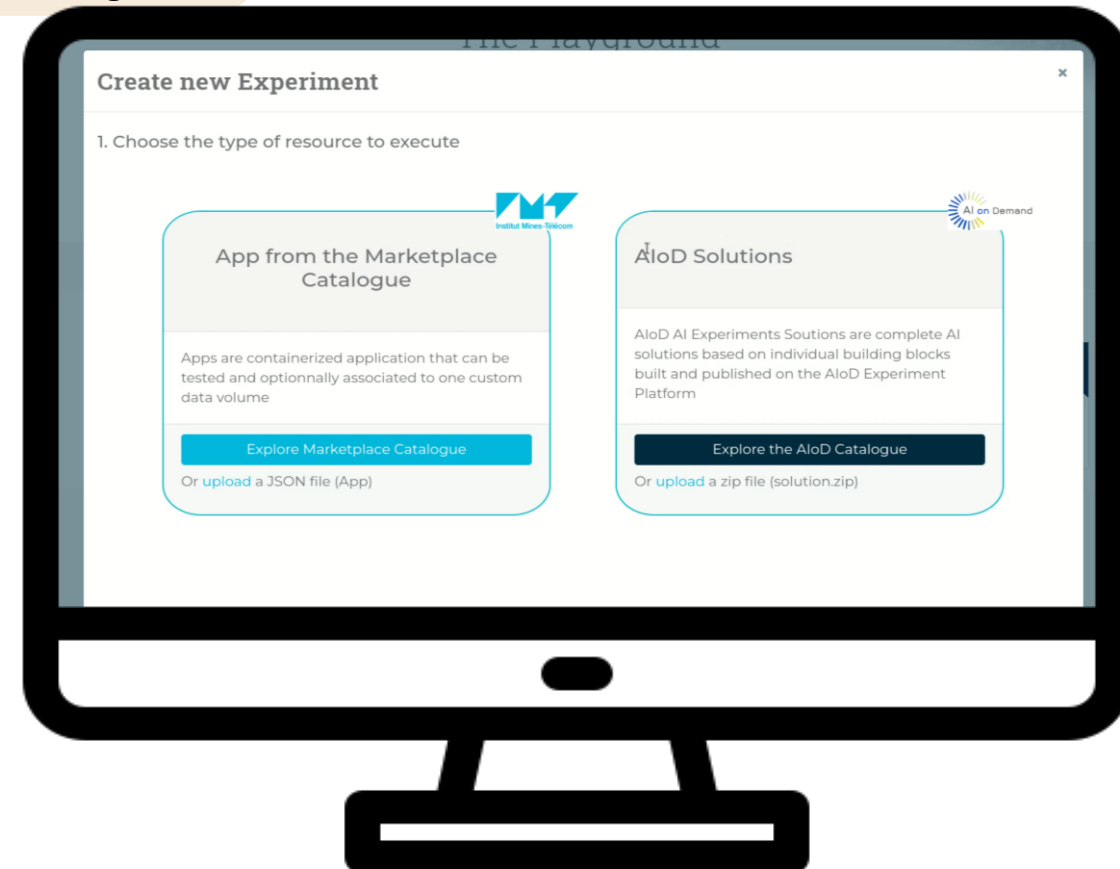 The Playground
Create new Experiment
×
1. Choose the type of resource to execute
Institut Mines-Télécom
App from the Marketplace
Catalogue
Apps are containerized application that can be
tested and optionnally associated to one custom
data volume
Explore Marketplace Catalogue
Or upload a JSON file (App)
AI on Demand
AIoD Solutions
AIoD AI Experiments Soutions are complete AI
solutions based on individual building blocks
built and published on the AIoD Experiment
Platform
Explore the AIoD Catalogue
Or upload a zip file (solution.zip)